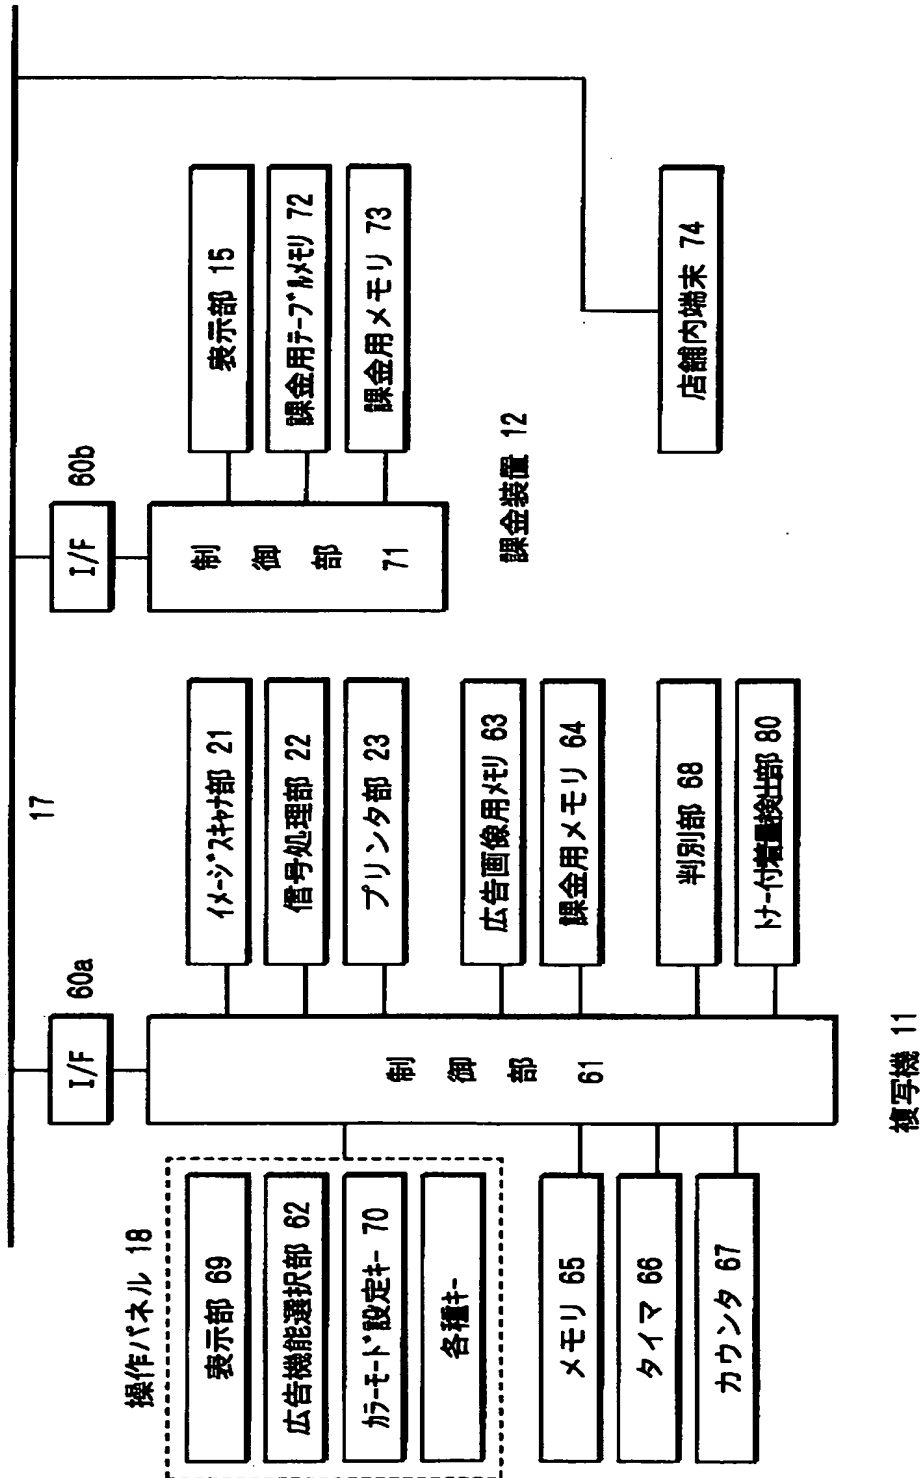 17
I/F
60a
操作パネル 18
表示部 69
広告機能選択部 62
カラーモード設定キー 70
各種キー
メモリ 65
タイマ 66
カウンタ 67
制御部 61
イメージスキャナ部 21
信号処理部 22
プリンタ部 23
広告画像用メモリ 63
課金用メモリ 64
判別部 68
トナー付着量検出部 80
複写機 11
I/F
60b
制御部 71
表示部 15
課金用テーブルメモリ 72
課金用メモリ 73
課金装置 12
店舗内端末 74